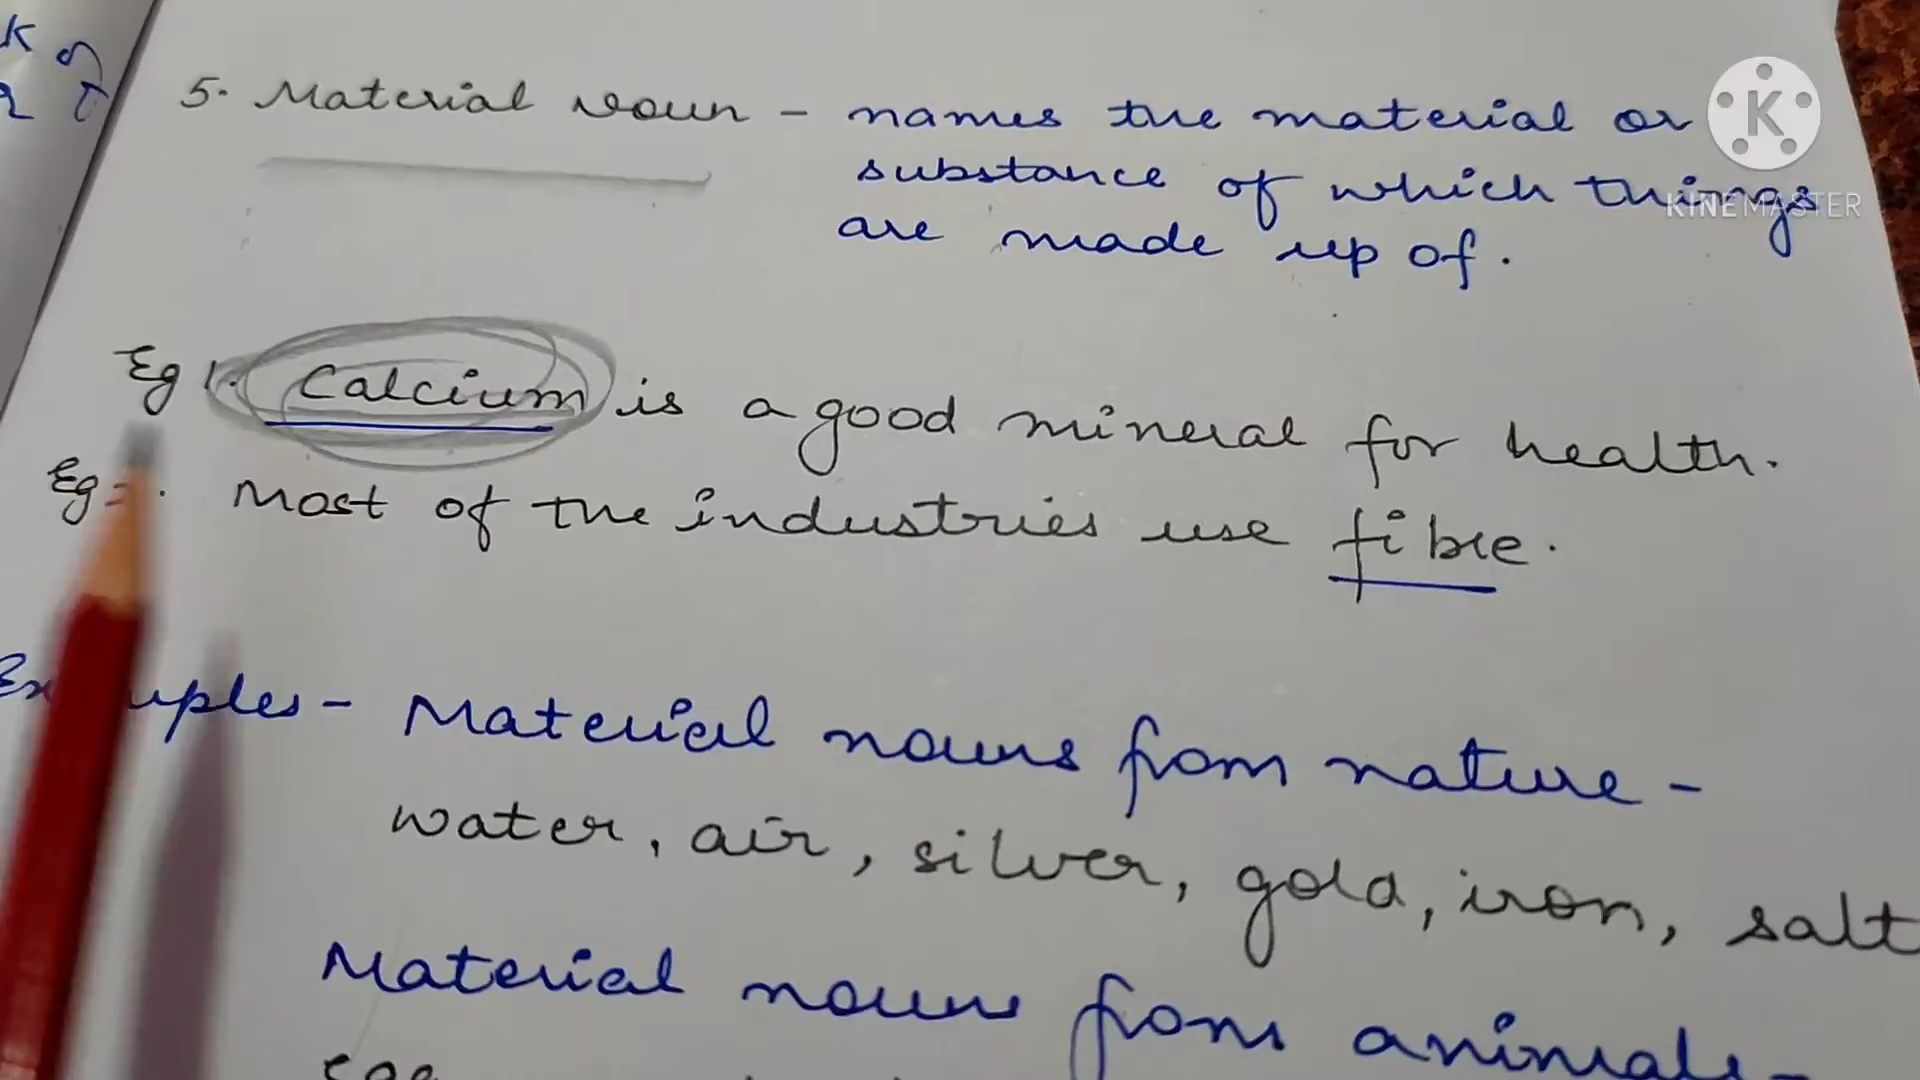 5. Material noun - names the material or
substance of which things
are made up of.
Eg 1. Calcium is a good mineral for health.
Eg 2. Most of the industries use fibre.
Examples - Material nouns from nature -
water, air, silver, gold, iron, salt
Material nouns from animals -
K
KINEMASTER